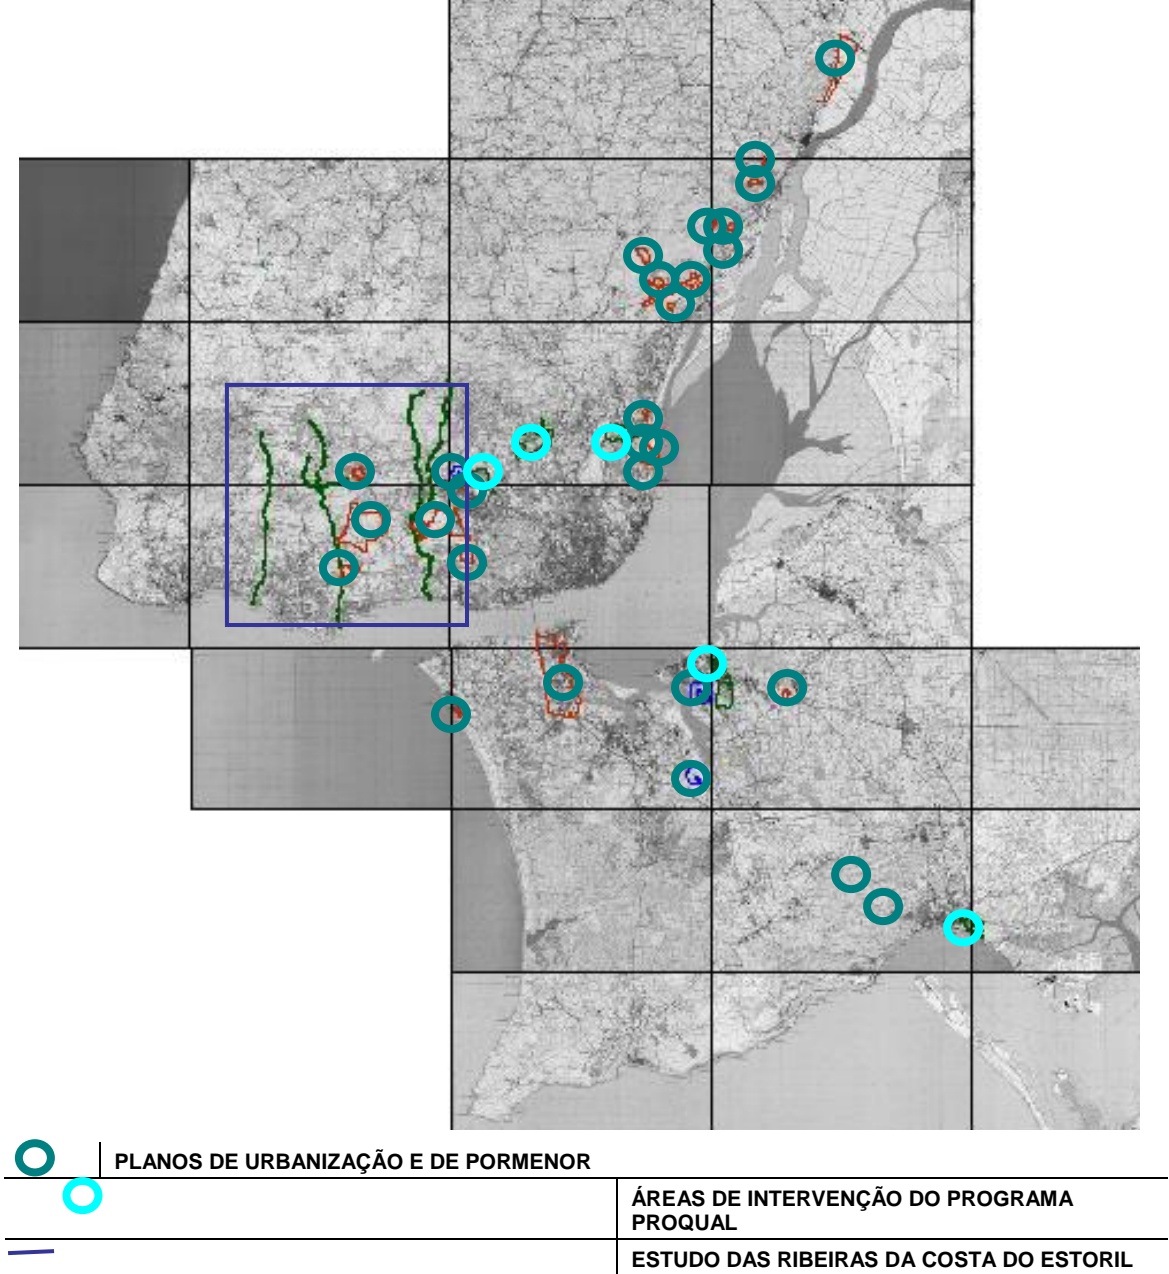 PLANOS DE URBANIZAÇÃO E DE PORMENOR
ÁREAS DE INTERVENÇÃO DO PROGRAMA
PROQUAL
ESTUDO DAS RIBEIRAS DA COSTA DO ESTORIL